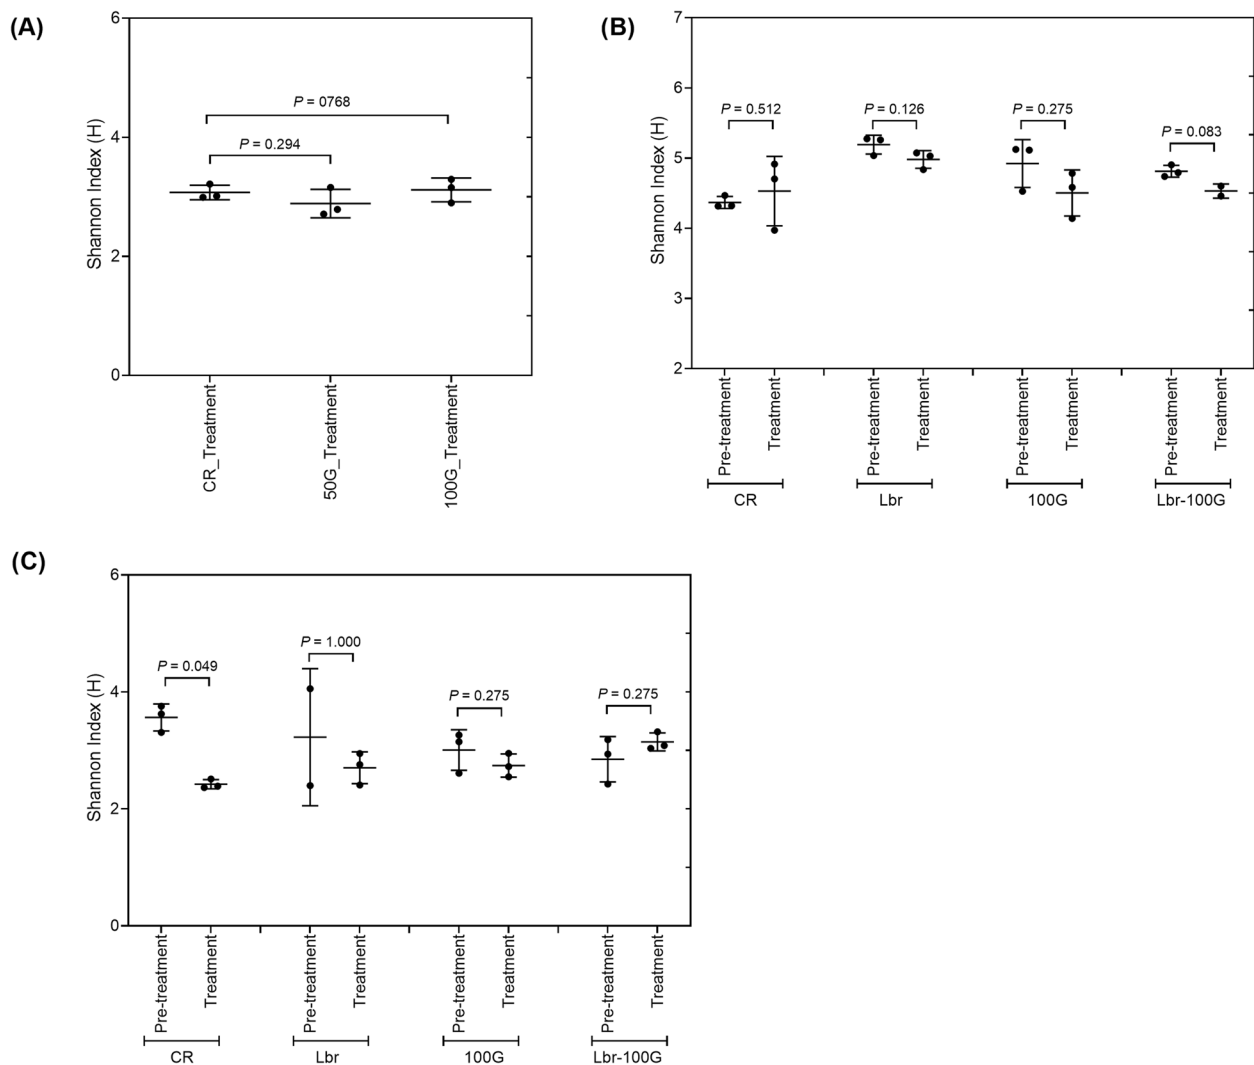 (A)
6
4
2
0
Shannon Index (H)
P = 0768
P = 0.294
CR_Treatment
50G_Treatment
100G_Treatment
(B)
7
6
5
4
3
2
Shannon Index (H)
P = 0.512
P = 0.126
P = 0.275
P = 0.083
Pre-treatment
Treatment
Pre-treatment
Treatment
Pre-treatment
Treatment
Pre-treatment
Treatment
CR
Lbr
100G
Lbr-100G
(C)
6
4
2
0
Shannon Index (H)
P = 0.049
P = 1.000
P = 0.275
P = 0.275
Pre-treatment
Treatment
Pre-treatment
Treatment
Pre-treatment
Treatment
Pre-treatment
Treatment
CR
Lbr
100G
Lbr-100G